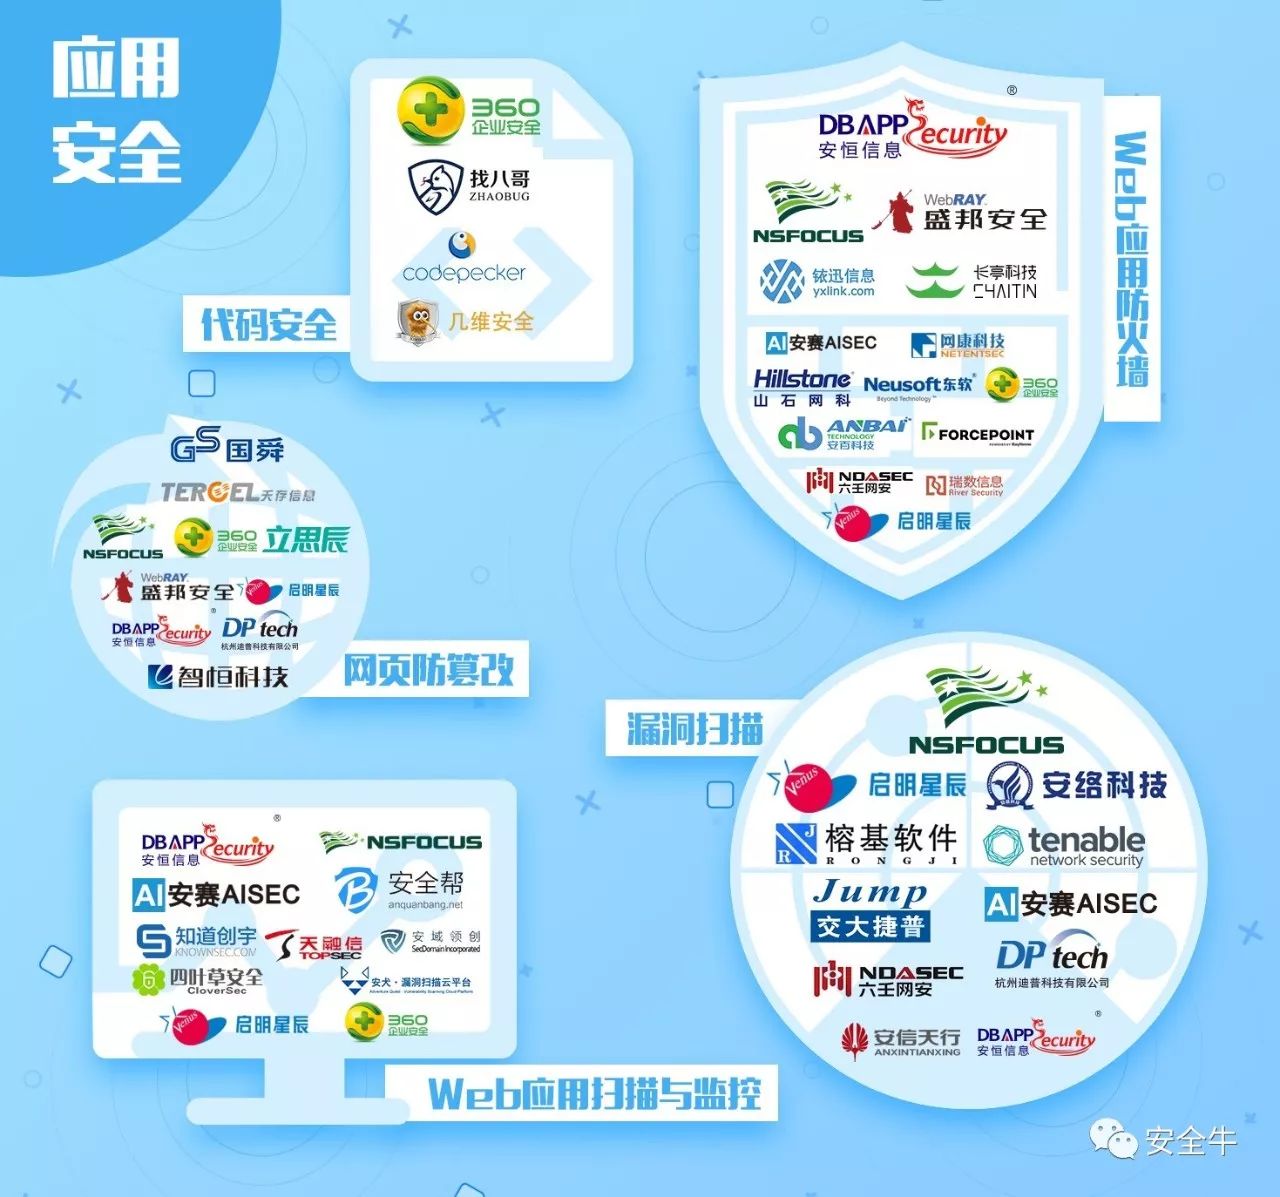 应用
安全
360
企业安全
找八哥
ZHAOBUG
codepecker
几维安全
代码安全
®
DBAPPSecurity
安恒信息
NSFOCUS
WebRAY
盛邦安全
铱迅信息
yxlink.com
长亭科技
CHAITIN
AI安赛AISEC
网康科技
NETENTSEC
Hillstone
山石网科
Neusoft东软
Beyond Technology
360
企业安全
ANBAI
TECHNOLOGY
安百科技
FORCEPOINT
NDASEC
六壬网安
瑞数信息
River Security
Venus
启明星辰
Web应用防火墙
GS国舜
TERCEL天存信息
NSFOCUS
360
企业安全
立思辰
WebRAY
盛邦安全
Venus
启明星辰
DBAPPSecurity
安恒信息
®
DPtech
杭州迪普科技有限公司
智恒科技
网页防篡改
漏洞扫描
NSFOCUS
Venus
启明星辰
安络科技
RJ
榕基软件
RONGJI
tenable
network security
Jump
交大捷普
AI安赛AISEC
DPtech
杭州迪普科技有限公司
NDASEC
六壬网安
安信天行
ANXINTIANXING
DBAPPSecurity
安恒信息
®
DBAPPSecurity
安恒信息
®
NSFOCUS
AI安赛AISEC
安全帮
anquanbang.net
知道创宇
KNOWNSEC.COM
天融信
TOPSEC
安域领创
SecDomain Incorporated
四叶草安全
CloverSec
安犬·漏洞扫描云平台
Venus
启明星辰
360
企业安全
Web应用扫描与监控
安全牛